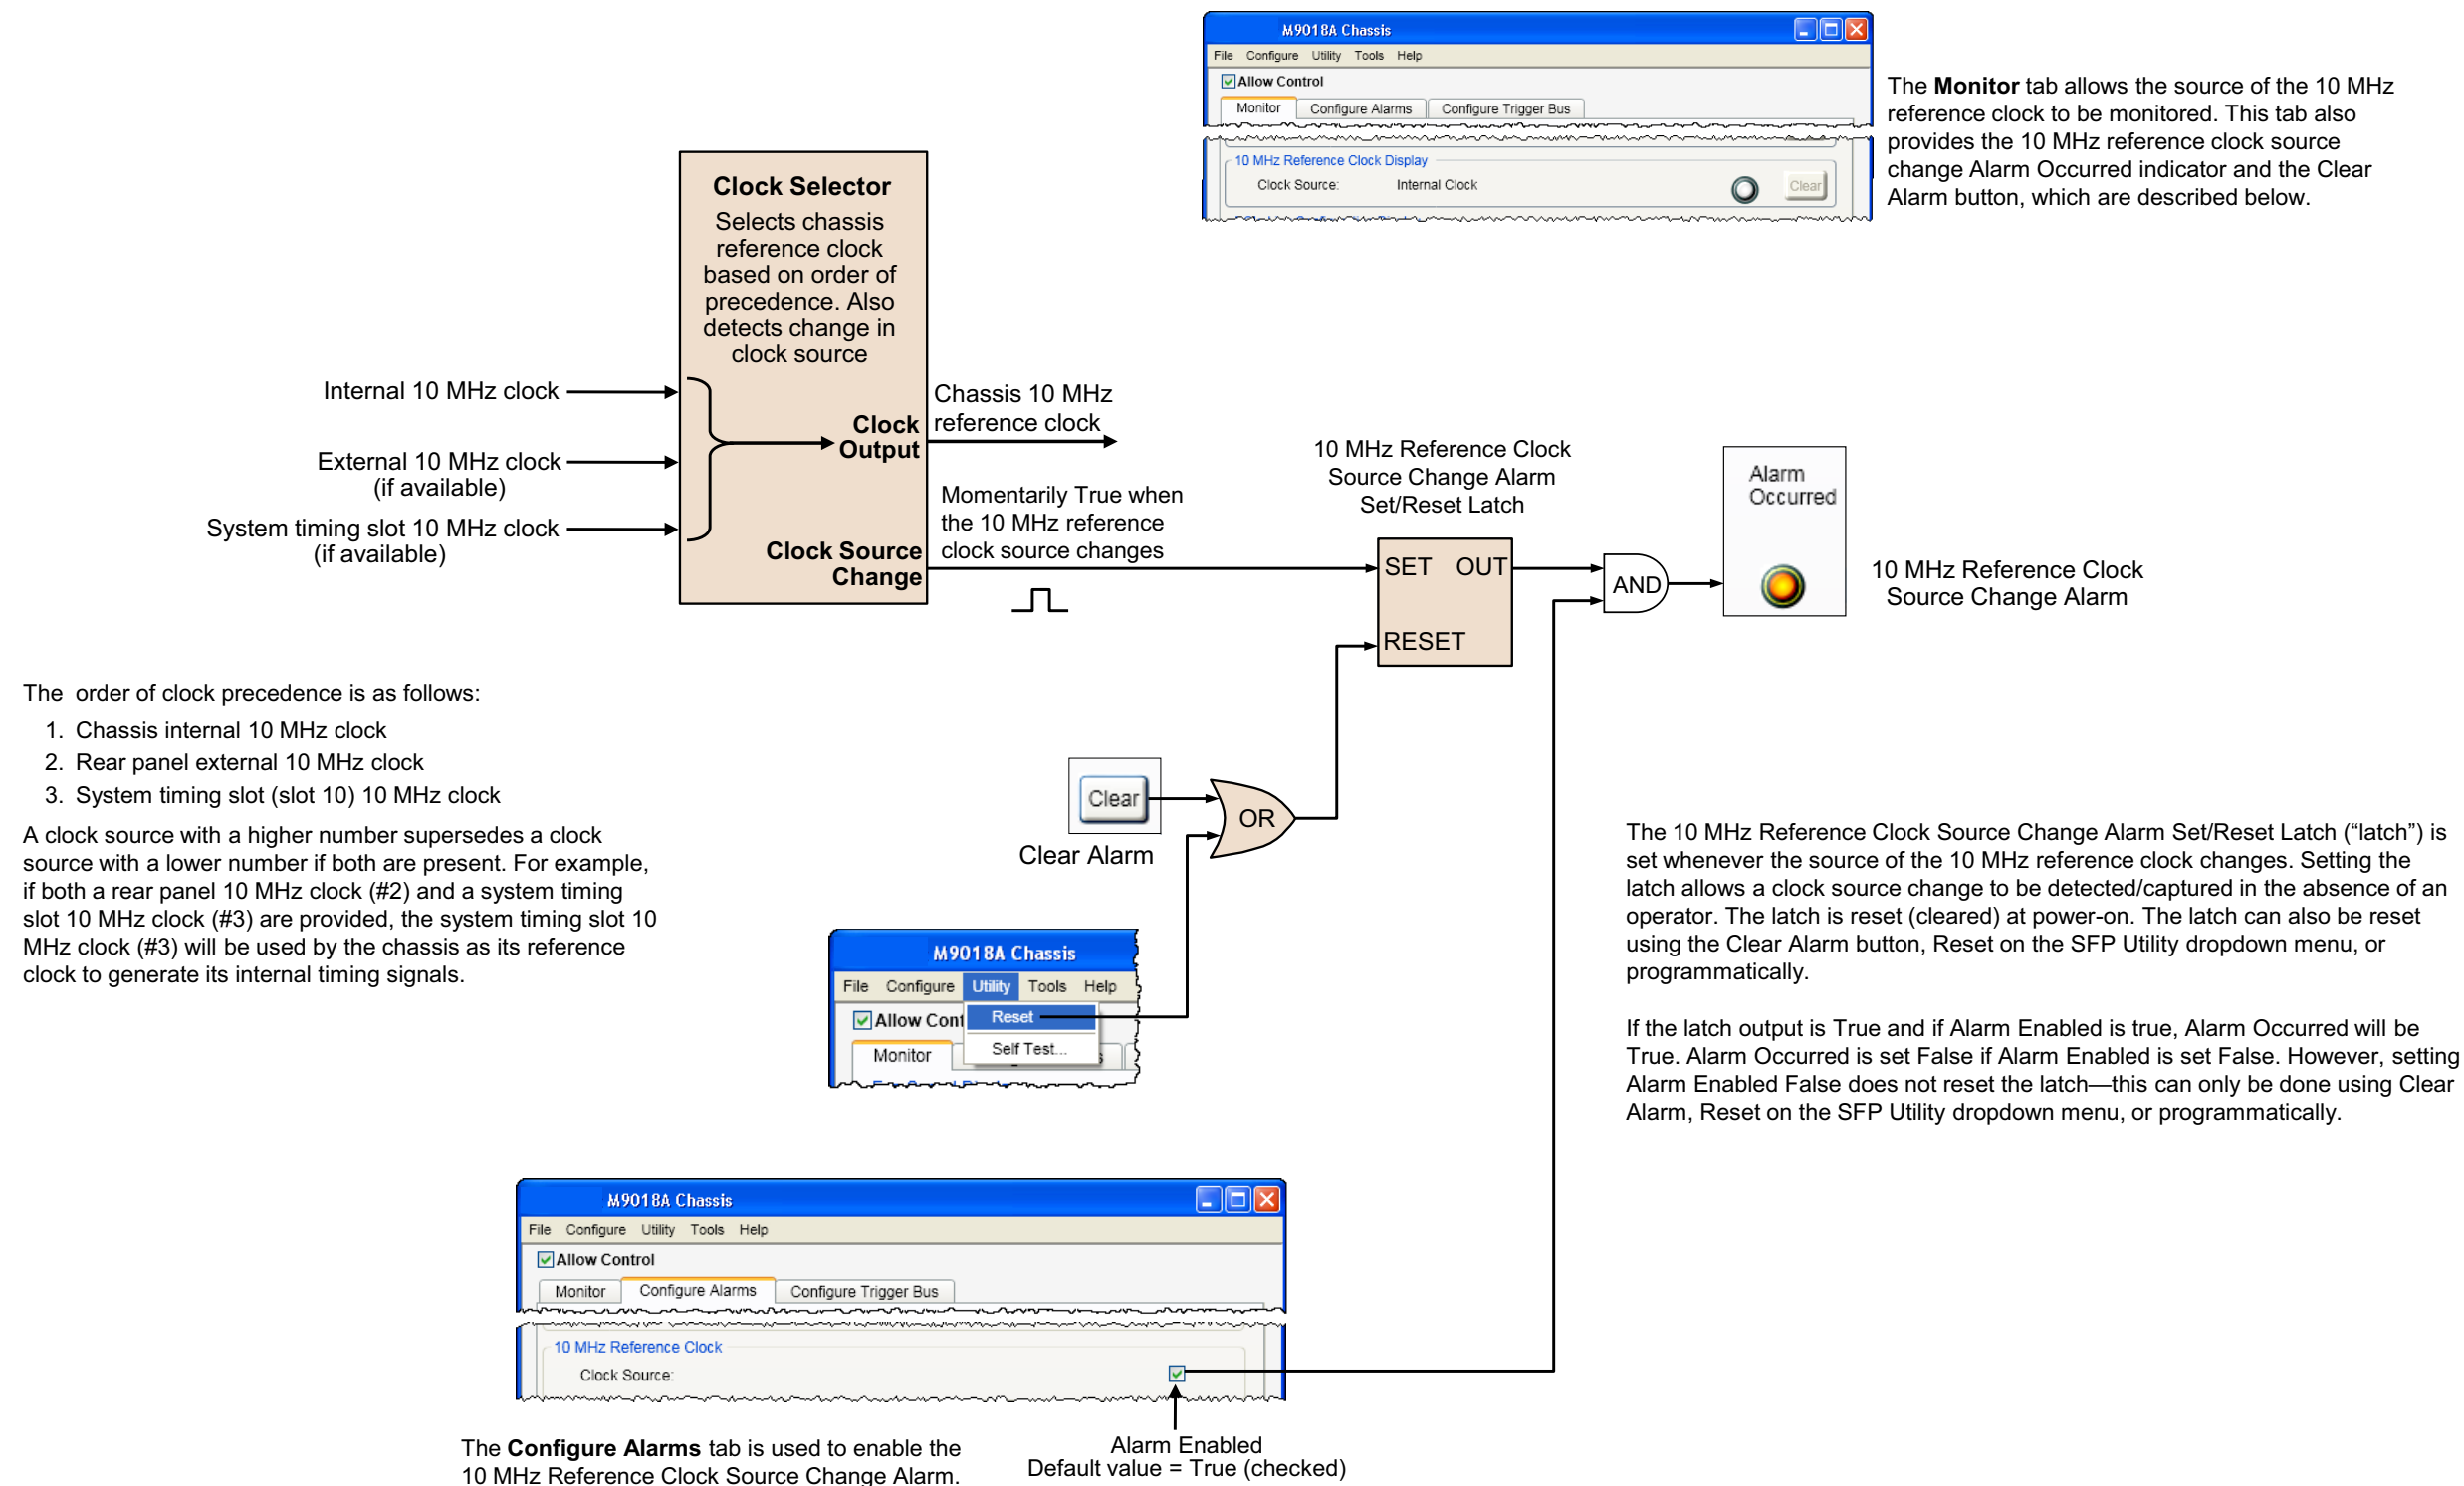 M9018A Chassis
File Configure Utility Tools Help
Allow Control
Monitor Configure Alarms Configure Trigger Bus
10 MHz Reference Clock Display
Clock Source: Internal Clock Clear
The Monitor tab allows the source of the 10 MHz
reference clock to be monitored. This tab also
provides the 10 MHz reference clock source
change Alarm Occurred indicator and the Clear
Alarm button, which are described below.
Clock Selector
Selects chassis
reference clock
based on order of
precedence. Also
detects change in
clock source
Internal 10 MHz clock
External 10 MHz clock
(if available)
System timing slot 10 MHz clock
(if available)
Clock
Output
Clock Source
Change
Chassis 10 MHz
reference clock
Momentarily True when
the 10 MHz reference
clock source changes
10 MHz Reference Clock
Source Change Alarm
Set/Reset Latch
SET OUT
RESET
AND
Alarm
Occurred
10 MHz Reference Clock
Source Change Alarm
The order of clock precedence is as follows:
1. Chassis internal 10 MHz clock
2. Rear panel external 10 MHz clock
3. System timing slot (slot 10) 10 MHz clock
A clock source with a higher number supersedes a clock
source with a lower number if both are present. For example,
if both a rear panel 10 MHz clock (#2) and a system timing
slot 10 MHz clock (#3) are provided, the system timing slot 10
MHz clock (#3) will be used by the chassis as its reference
clock to generate its internal timing signals.
Clear
Clear Alarm
OR
M9018A Chassis
File Configure Utility Tools Help
Allow Cont
Reset
Monitor
Self Test...
The 10 MHz Reference Clock Source Change Alarm Set/Reset Latch (“latch”) is
set whenever the source of the 10 MHz reference clock changes. Setting the
latch allows a clock source change to be detected/captured in the absence of an
operator. The latch is reset (cleared) at power-on. The latch can also be reset
using the Clear Alarm button, Reset on the SFP Utility dropdown menu, or
programmatically.
If the latch output is True and if Alarm Enabled is true, Alarm Occurred will be
True. Alarm Occurred is set False if Alarm Enabled is set False. However, setting
Alarm Enabled False does not reset the latch—this can only be done using Clear
Alarm, Reset on the SFP Utility dropdown menu, or programmatically.
M9018A Chassis
File Configure Utility Tools Help
Allow Control
Monitor Configure Alarms Configure Trigger Bus
10 MHz Reference Clock
Clock Source:
The Configure Alarms tab is used to enable the
10 MHz Reference Clock Source Change Alarm.
Alarm Enabled
Default value = True (checked)